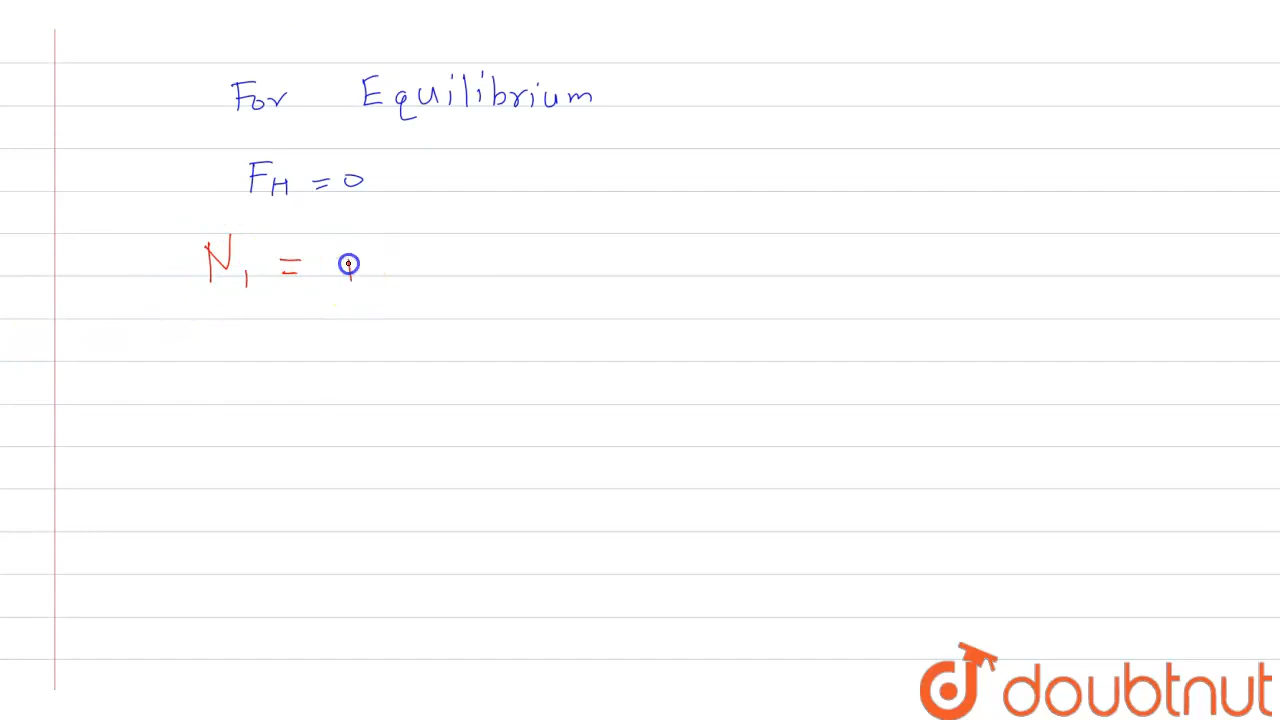 For Equilibrium
F_H = 0
N_1 =
doubtnut